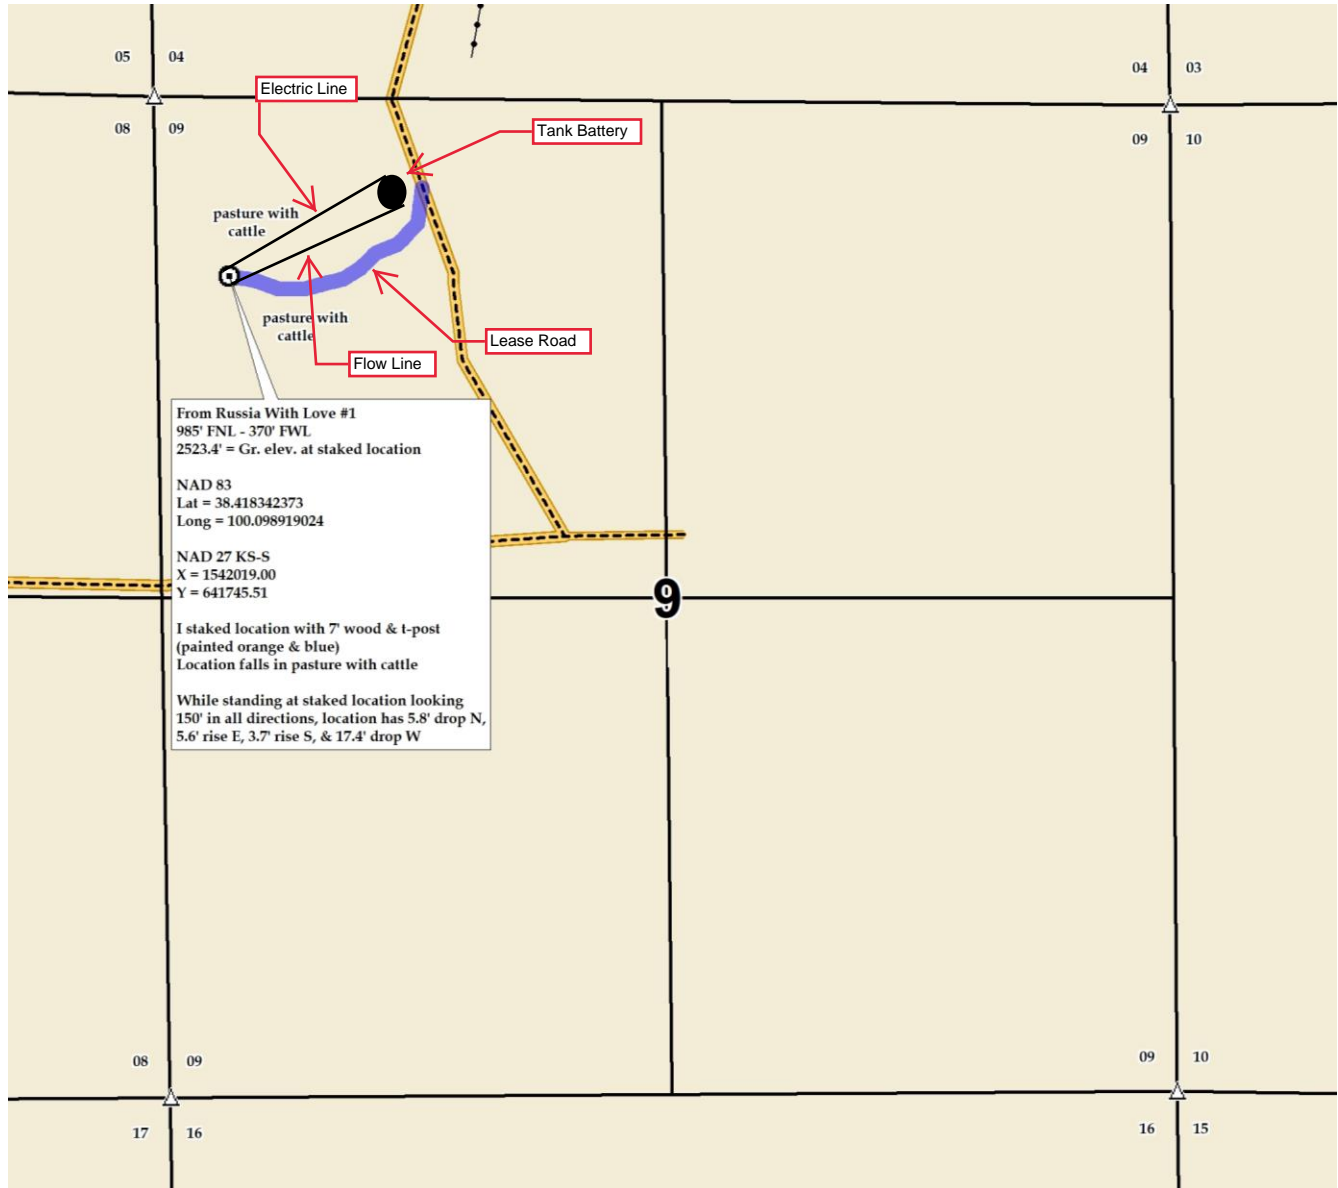 05 04
04 03
Electric Line
08 09
Tank Battery
09 10
pasture with
cattle
pasture with
cattle
Lease Road
Flow Line
From Russia With Love #1
985' FNL - 370' FWL
2523.4' = Gr. elev. at staked location
NAD 83
Lat = 38.418342373
Long = 100.098919024
NAD 27 KS-S
X = 1542019.00
Y = 641745.51
I staked location with 7' wood & t-post
(painted orange & blue)
Location falls in pasture with cattle
While standing at staked location looking
150' in all directions, location has 5.8' drop N,
5.6' rise E, 3.7' rise S, & 17.4' drop W
9
08 09
09 10
17 16
16 15